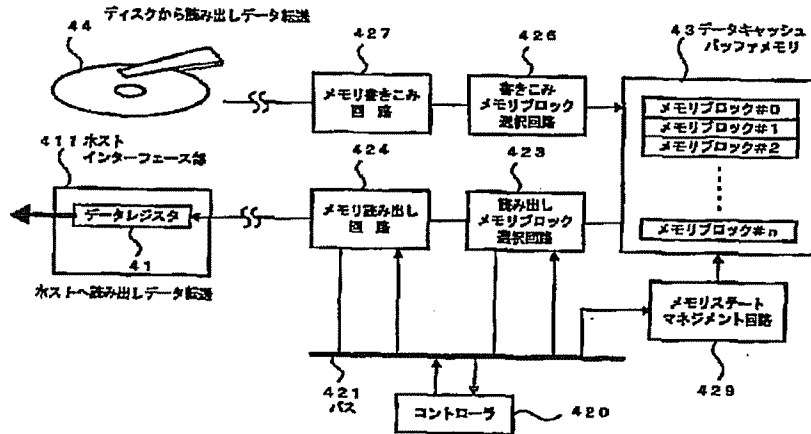 ディスクから読み出しデータ転送
44
427
メモリ書きこみ
回 路
426
書きこみ
メモリブロック
選択回路
43データキャッシュ
バッファメモリ
メモリブロック#0
メモリブロック#1
メモリブロック#2
メモリブロック#n
411ホスト
インターフェース部
データレジスタ
41
ホストへ読み出しデータ転送
424
メモリ読み出し
回 路
423
読み出し
メモリブロック
選択回路
メモリステート
マネジメント回路
429
421
バス
コントローラ
420